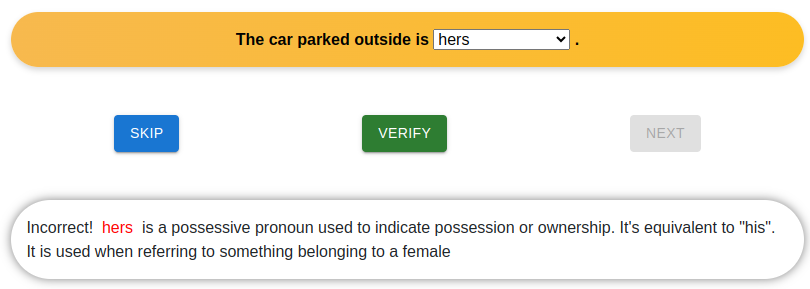 The car parked outside is hers .
SKIP
VERIFY
NEXT
Incorrect! hers is a possessive pronoun used to indicate possession or ownership. It's equivalent to "his".
It is used when referring to something belonging to a female